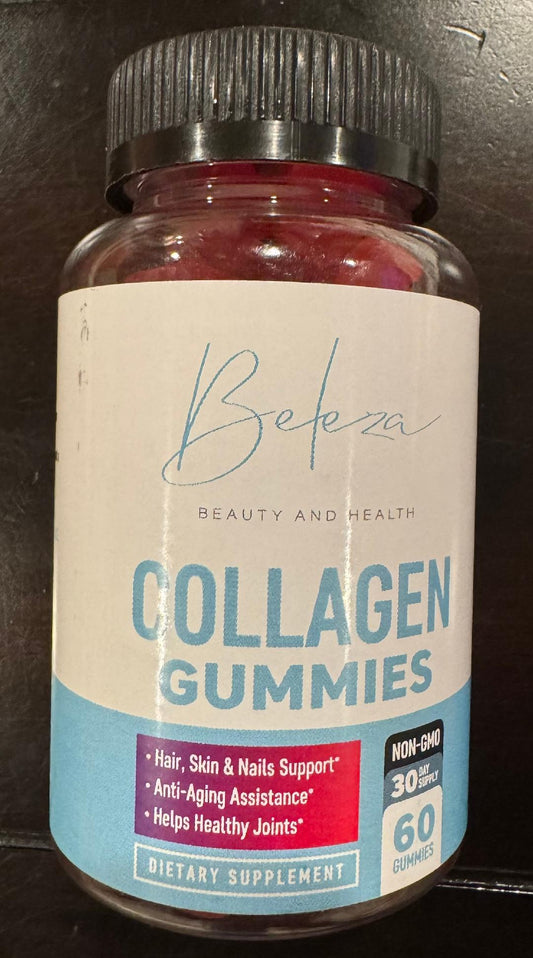 Beleza
BEAUTY AND HEALTH
COLLAGEN
GUMMIES
• Hair, Skin & Nails Support*
• Anti-Aging Assistance*
• Helps Healthy Joints*
DIETARY SUPPLEMENT
NON-GMO
30 DAY SUPPLY
60
GUMMIES